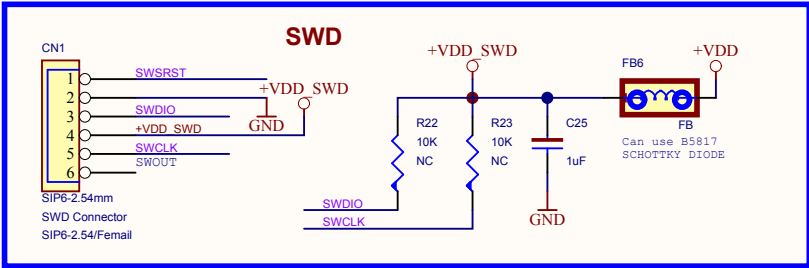 SWD
CN1
1 SWSRST
2
3 SWDIO
4 +VDD_SWD
5 SWCLK
6 SWOUT
+VDD_SWD
GND
SIP6-2.54mm
SWD Connector
SIP6-2.54/Femail
+VDD_SWD
R22
10K
NC
R23
10K
NC
C25
1uF
GND
SWDIO
SWCLK
+VDD
FB6
FB
Can use B5817
SCHOTTKY DIODE